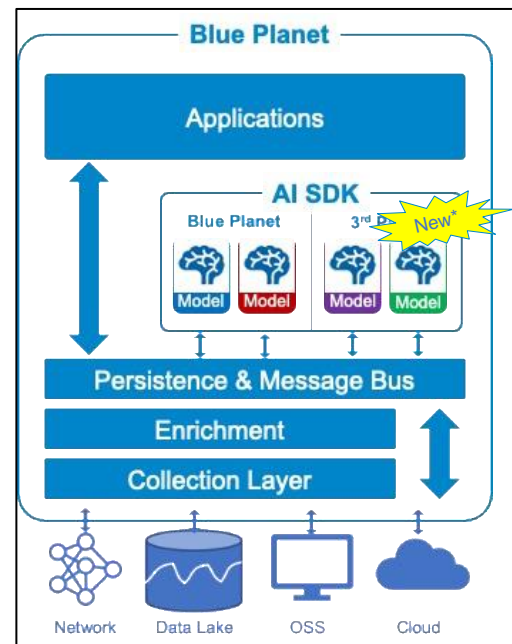 Blue Planet
Applications
AI SDK
Blue Planet
3rd P
New*
Model
Model
Model
Model
Persistence & Message Bus
Enrichment
Collection Layer
Network
Data Lake
OSS
Cloud